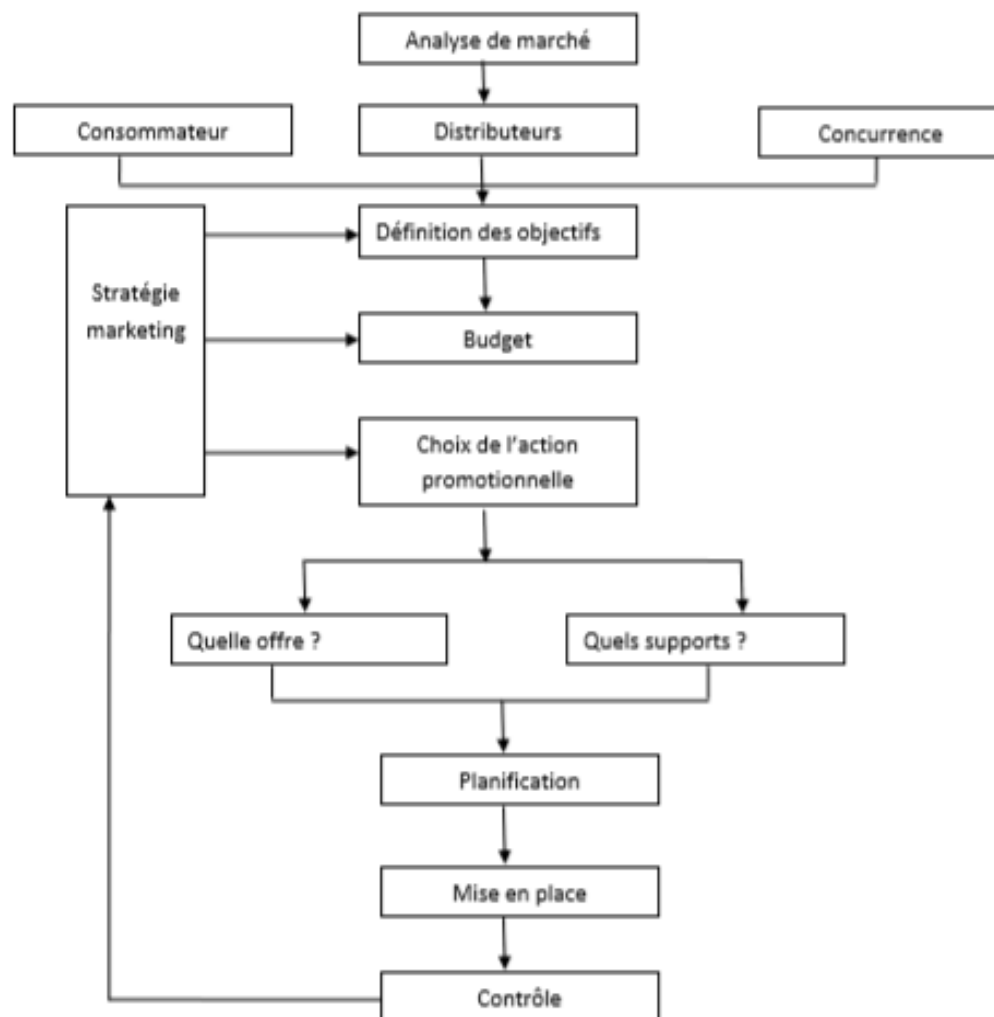 Analyse de marché
Consommateur
Distributeurs
Concurrence
Définition des objectifs
Stratégie
marketing
Budget
Choix de l'action
promotionnelle
Quelle offre ?
Quels supports ?
Planification
Mise en place
Contrôle